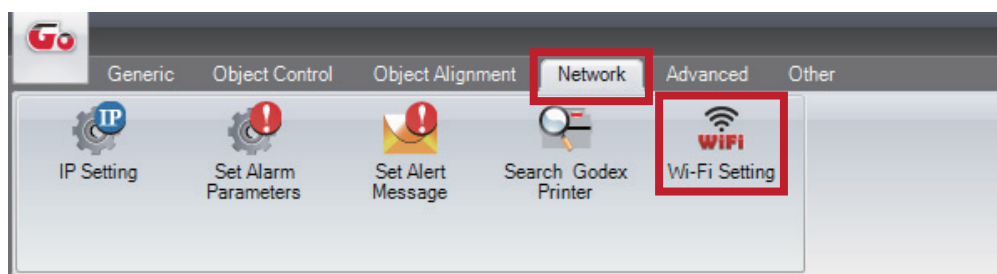 Go
Generic Object Control Object Alignment Network Advanced Other
IP
WiFi
IP Setting Set Alarm Set Alert Search Godex Wi-Fi Setting
Parameters Message Printer